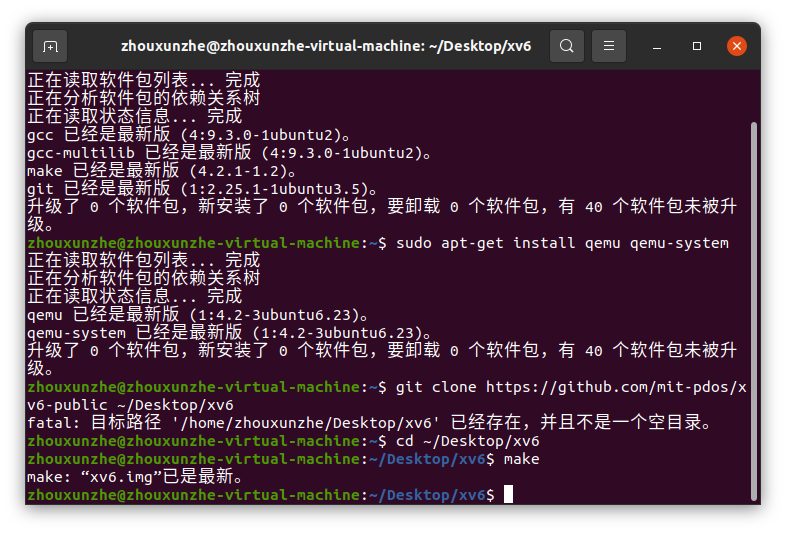 zhouxunzhe@zhouxunzhe-virtual-machine: ~/Desktop/xv6
正在读取软件包列表... 完成
正在分析软件包的依赖关系树
正在读取状态信息... 完成
gcc 已经是最新版 (4:9.3.0-1ubuntu2)。
gcc-multilib 已经是最新版 (4:9.3.0-1ubuntu2)。
make 已经是最新版 (4.2.1-1.2)。
git 已经是最新版 (1:2.25.1-1ubuntu3.5)。
升级了 0 个软件包，新安装了 0 个软件包，要卸载 0 个软件包，有 40 个软件包未被升
级。
zhouxunzhe@zhouxunzhe-virtual-machine:~$ sudo apt-get install qemu qemu-system
正在读取软件包列表... 完成
正在分析软件包的依赖关系树
正在读取状态信息... 完成
qemu 已经是最新版 (1:4.2-3ubuntu6.23)。
qemu-system 已经是最新版 (1:4.2-3ubuntu6.23)。
升级了 0 个软件包，新安装了 0 个软件包，要卸载 0 个软件包，有 40 个软件包未被升
级。
zhouxunzhe@zhouxunzhe-virtual-machine:~$ git clone https://github.com/mit-pdos/x
v6-public ~/Desktop/xv6
fatal: 目标路径 '/home/zhouxunzhe/Desktop/xv6' 已经存在，并且不是一个空目录。
zhouxunzhe@zhouxunzhe-virtual-machine:~$ cd ~/Desktop/xv6
zhouxunzhe@zhouxunzhe-virtual-machine:~/Desktop/xv6$ make
make: “xv6.img”已是最新。
zhouxunzhe@zhouxunzhe-virtual-machine:~/Desktop/xv6$